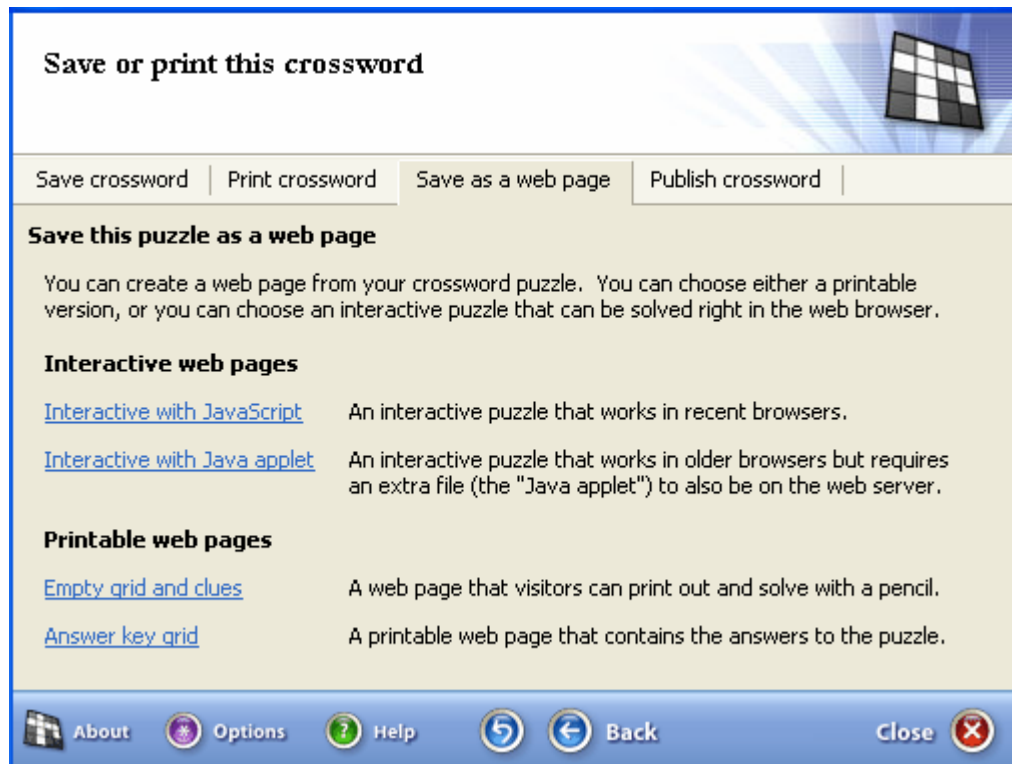 Save or print this crossword
Save crossword
Print crossword
Save as a web page
Publish crossword
Save this puzzle as a web page
You can create a web page from your crossword puzzle. You can choose either a printable
version, or you can choose an interactive puzzle that can be solved right in the web browser.
Interactive web pages
Interactive with JavaScript
An interactive puzzle that works in recent browsers.
Interactive with Java applet
An interactive puzzle that works in older browsers but requires
an extra file (the "Java applet") to also be on the web server.
Printable web pages
Empty grid and clues
A web page that visitors can print out and solve with a pencil.
Answer key grid
A printable web page that contains the answers to the puzzle.
About
Options
Help
Back
Close